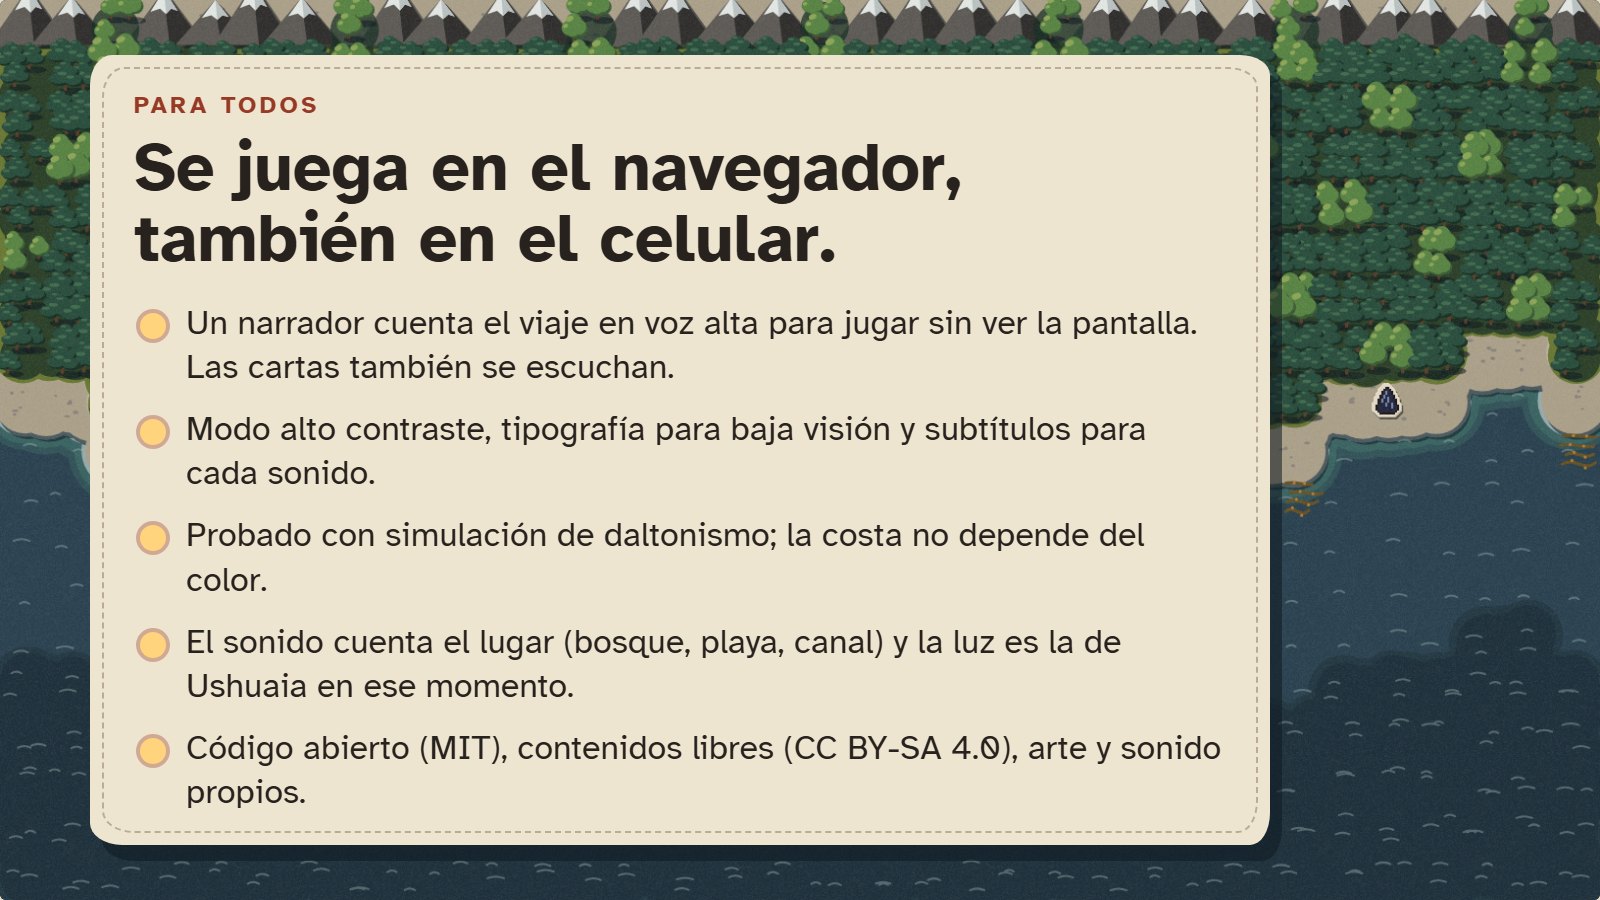 PARA TODOS
Se juega en el navegador,
también en el celular.
Un narrador cuenta el viaje en voz alta para jugar sin ver la pantalla.
Las cartas también se escuchan.
Modo alto contraste, tipografía para baja visión y subtítulos para
cada sonido.
Probado con simulación de daltonismo; la costa no depende del
color.
El sonido cuenta el lugar (bosque, playa, canal) y la luz es la de
Ushuaia en ese momento.
Código abierto (MIT), contenidos libres (CC BY-SA 4.0), arte y sonido
propios.